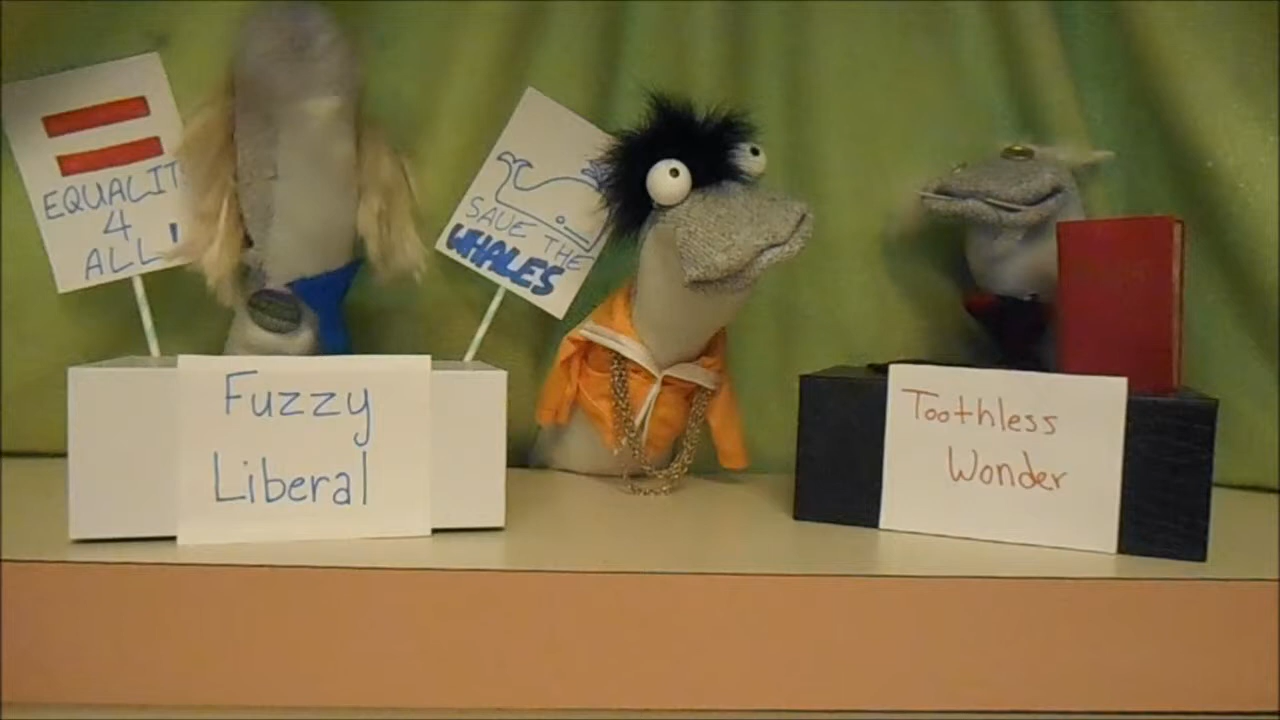 EQUALIT
4
ALL!
SAVE THE
WHALES
Fuzzy
Liberal
Toothless
Wonder